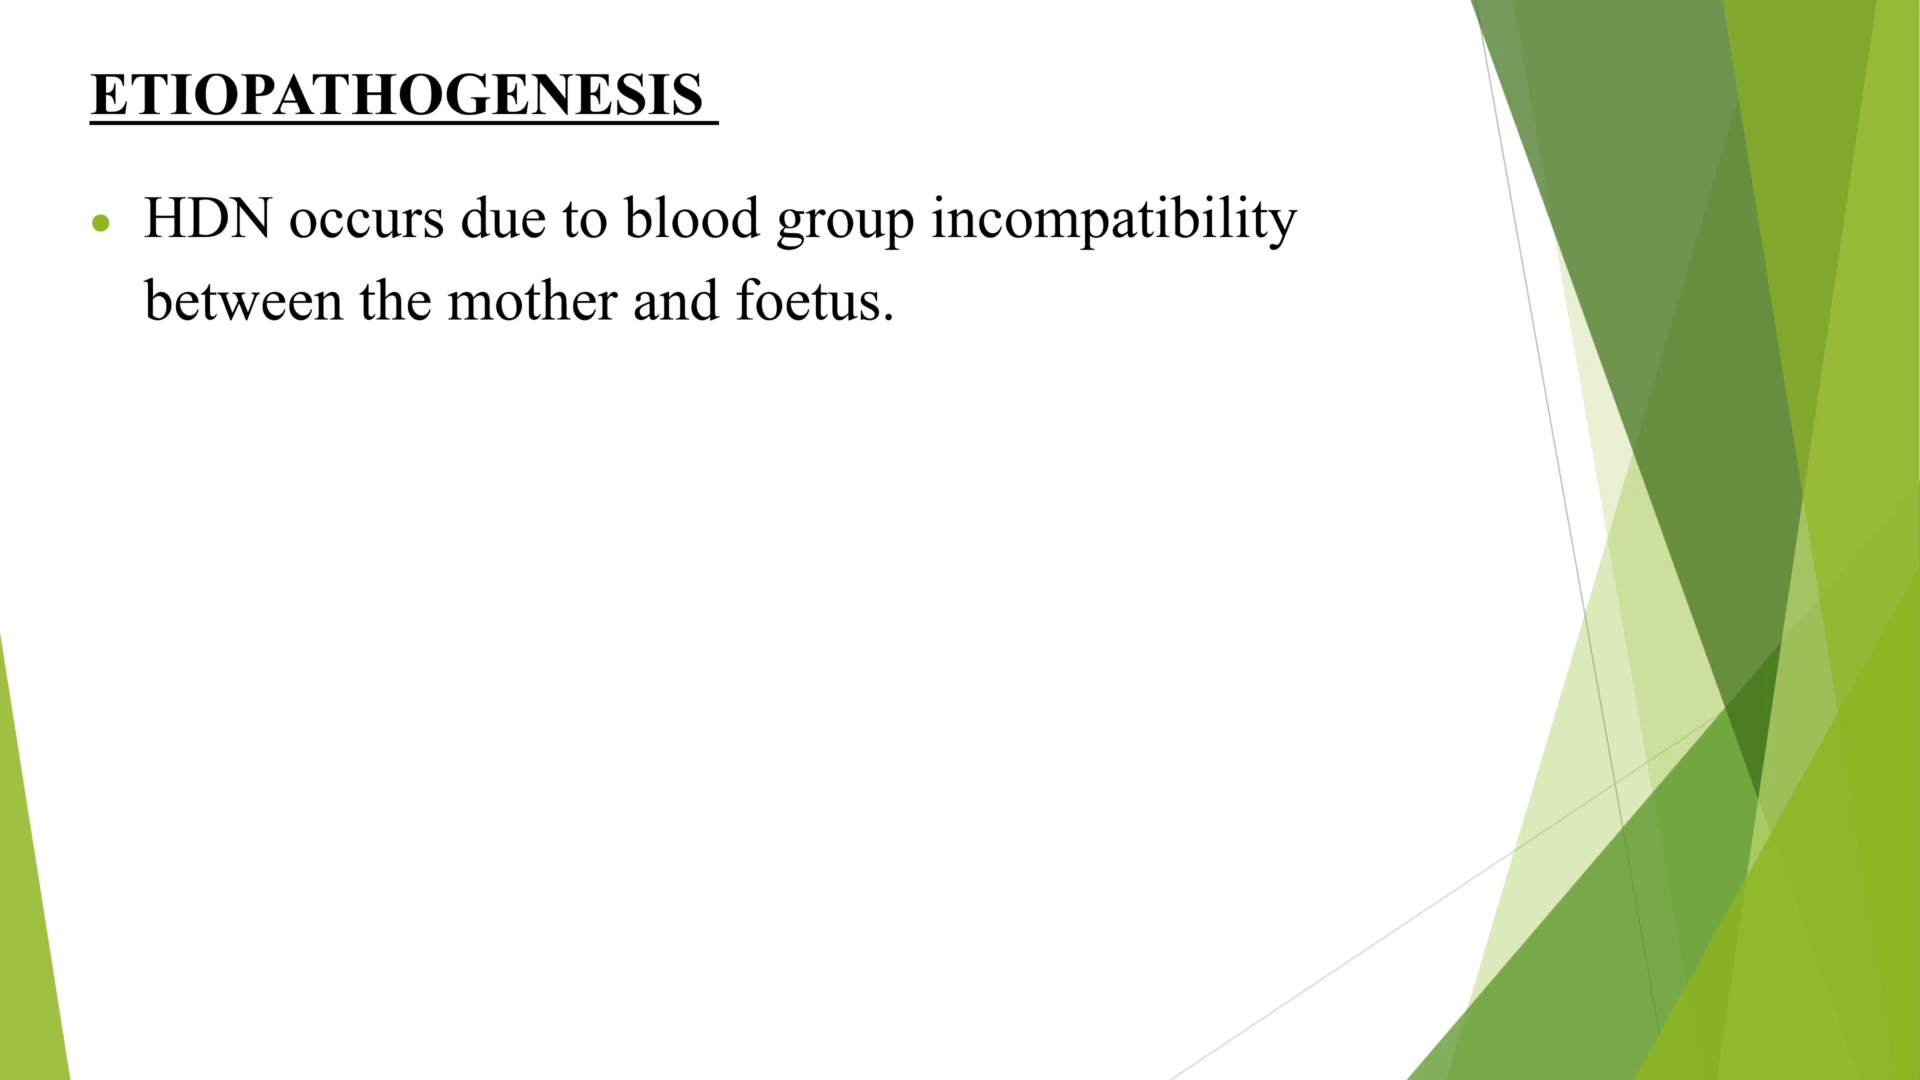 ETIOPATHOGENESIS
• HDN occurs due to blood group incompatibility
between the mother and foetus.